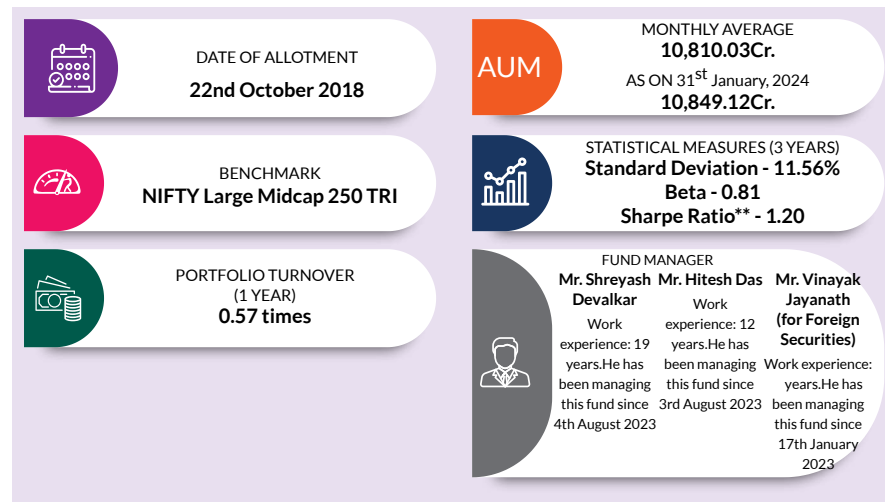 DATE OF ALLOTMENT
22nd October 2018
AUM
MONTHLY AVERAGE
10,810.03Cr.
AS ON 31st January, 2024
10,849.12Cr.
BENCHMARK
NIFTY Large Midcap 250 TRI
STATISTICAL MEASURES (3 YEARS)
Standard Deviation - 11.56%
Beta - 0.81
Sharpe Ratio** - 1.20
PORTFOLIO TURNOVER
(1 YEAR)
0.57 times
FUND MANAGER
Mr. Shreyash
Devalkar
Work
experience: 19
years.He has
been managing
this fund since
4th August 2023
Mr. Hitesh Das
Work
experience: 12
years.He has
been managing
this fund since
3rd August 2023
Mr. Vinayak
Jayanath
(for Foreign
Securities)
Work experience:
years.He has
been managing
this fund since
17th January
2023